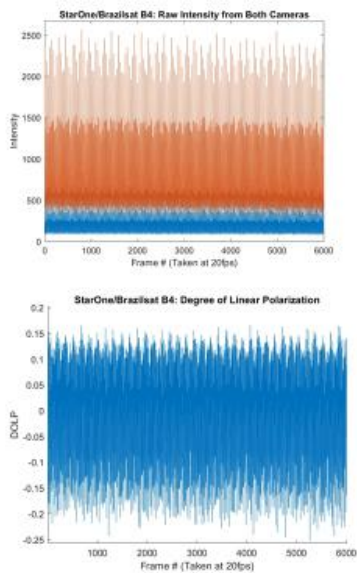 StarOne/Brazilsat B4: Raw Intensity from Both Cameras
2500
2000
1500
1000
500
0
Intensity
0 1000 2000 3000 4000 5000 6000
Frame # (Taken at 20fps)
StarOne/Brazilsat B4: Degree of Linear Polarization
0.2
0.15
0.1
0.05
0
-0.05
-0.1
-0.15
-0.2
-0.25
DOLP
1000 2000 3000 4000 5000 6000
Frame # (Taken at 20fps)